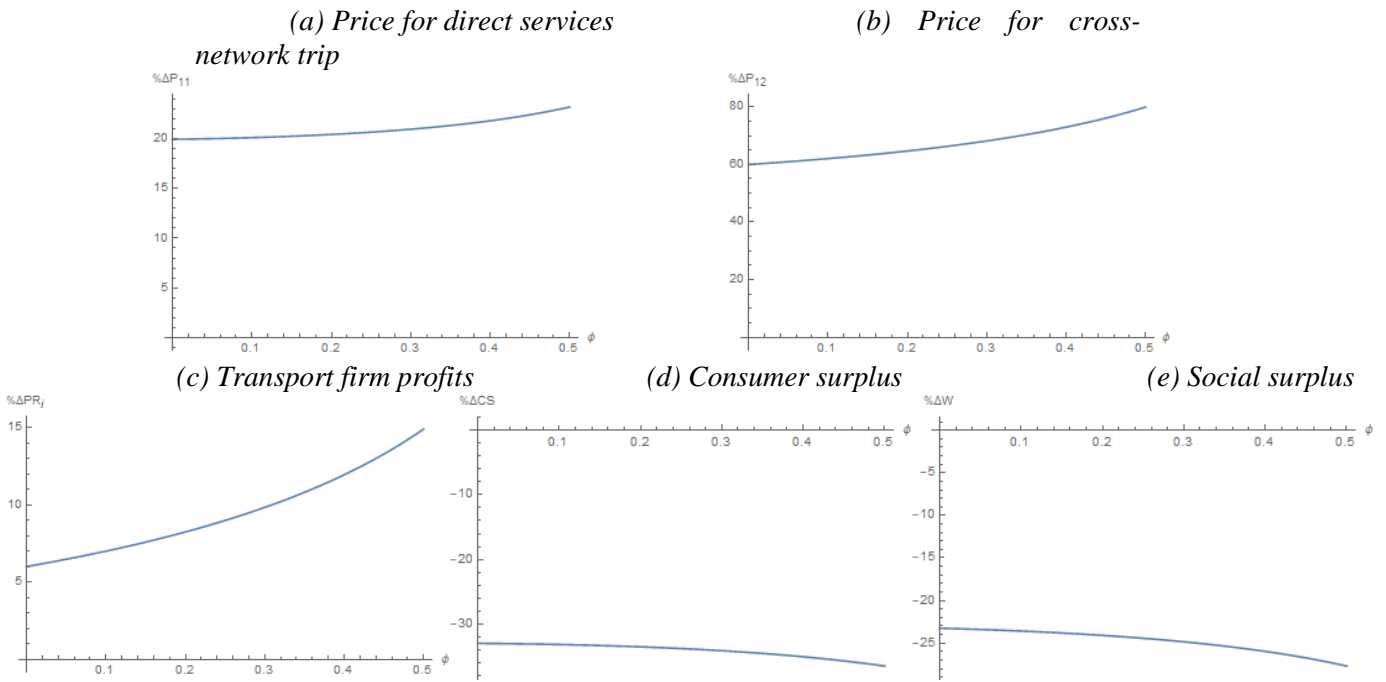 (a) Price for direct services
(b) Price for cross-
network trip
%ΔP11
20
15
10
5
0.1 0.2 0.3 0.4 0.5 ϕ
%ΔP12
80
60
40
20
0.1 0.2 0.3 0.4 0.5 ϕ
(c) Transport firm profits
(d) Consumer surplus
(e) Social surplus
%ΔPRi
15
10
5
0.1 0.2 0.3 0.4 0.5 ϕ
%ΔCS
0.1 0.2 0.3 0.4 0.5 ϕ
−10
−20
−30
%ΔW
0.1 0.2 0.3 0.4 0.5 ϕ
−5
−10
−15
−20
−25